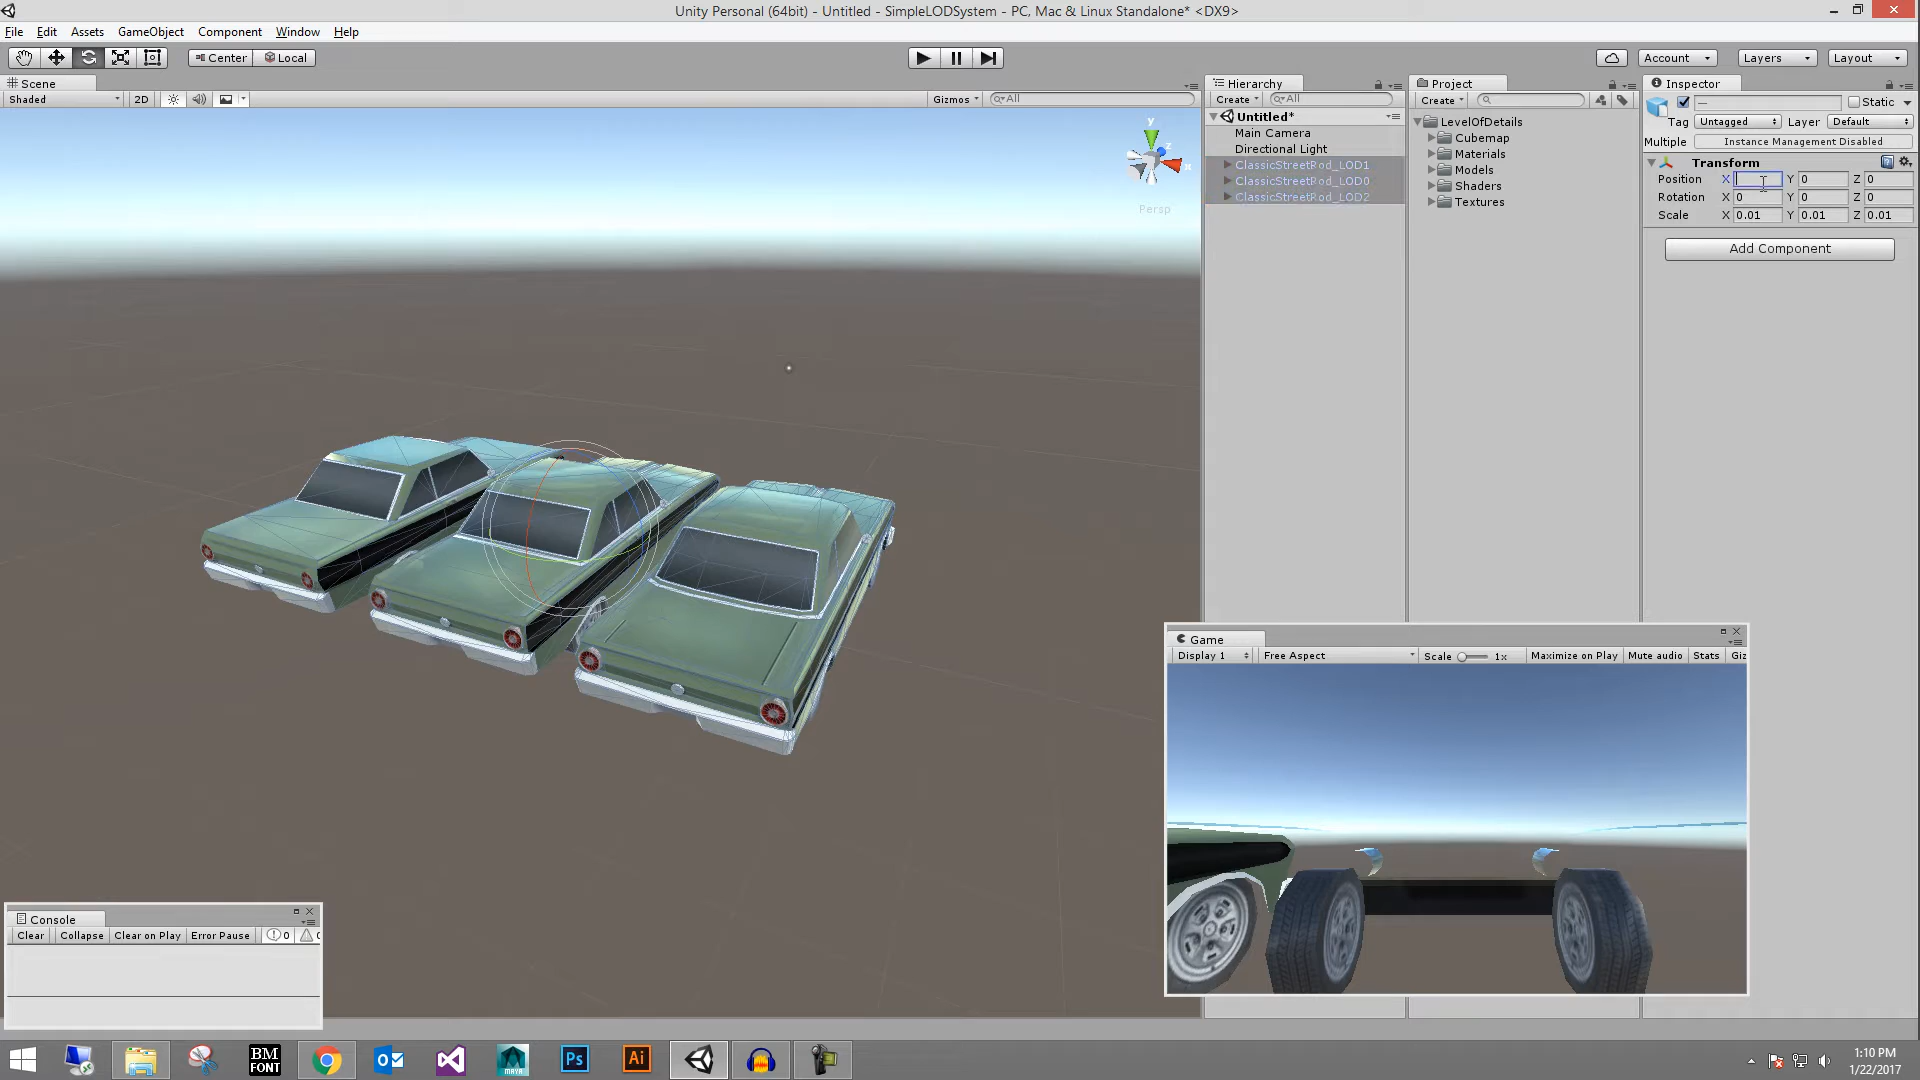 Unity Personal (64bit) - Untitled - SimpleLODSystem - PC, Mac & Linux Standalone* <DX9>
File Edit Assets GameObject Component Window Help
Center Local Account Layers Layout
Scene
Shaded 2D Gizmos All
y
z
x
Persp
Hierarchy
Create All
Untitled*
Main Camera
Directional Light
ClassicStreetRod_LOD1
ClassicStreetRod_LOD0
ClassicStreetRod_LOD2
Project
Create
LevelOfDetails
Cubemap
Materials
Models
Shaders
Textures
Inspector
— Static
Tag Untagged Layer Default
Multiple Instance Management Disabled
Transform
Position X Y 0 Z 0
Rotation X 0 Y 0 Z 0
Scale X 0.01 Y 0.01 Z 0.01
Add Component
Game
Display 1 Free Aspect Scale 1x Maximize on Play Mute audio Stats Giz
Console
Clear Collapse Clear on Play Error Pause 0
BM
FONT
MAYA
Ps
Ai
1:10 PM
1/22/2017